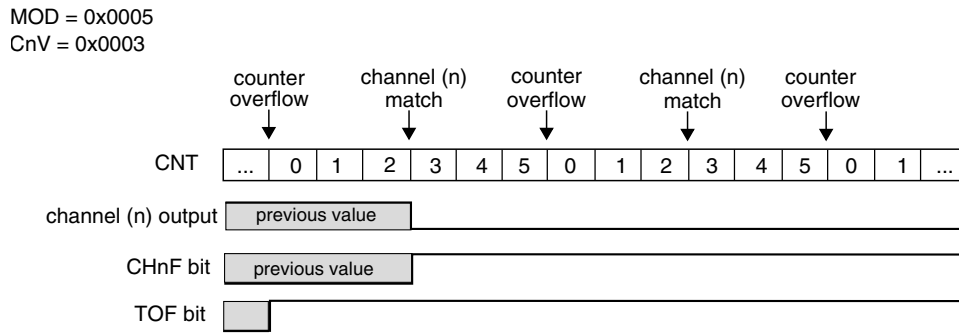 MOD = 0x0005
CnV = 0x0003
counter overflow
channel (n) match
counter overflow
channel (n) match
counter overflow
CNT ... 0 1 2 3 4 5 0 1 2 3 4 5 0 1 ...
channel (n) output previous value
CHnF bit previous value
TOF bit